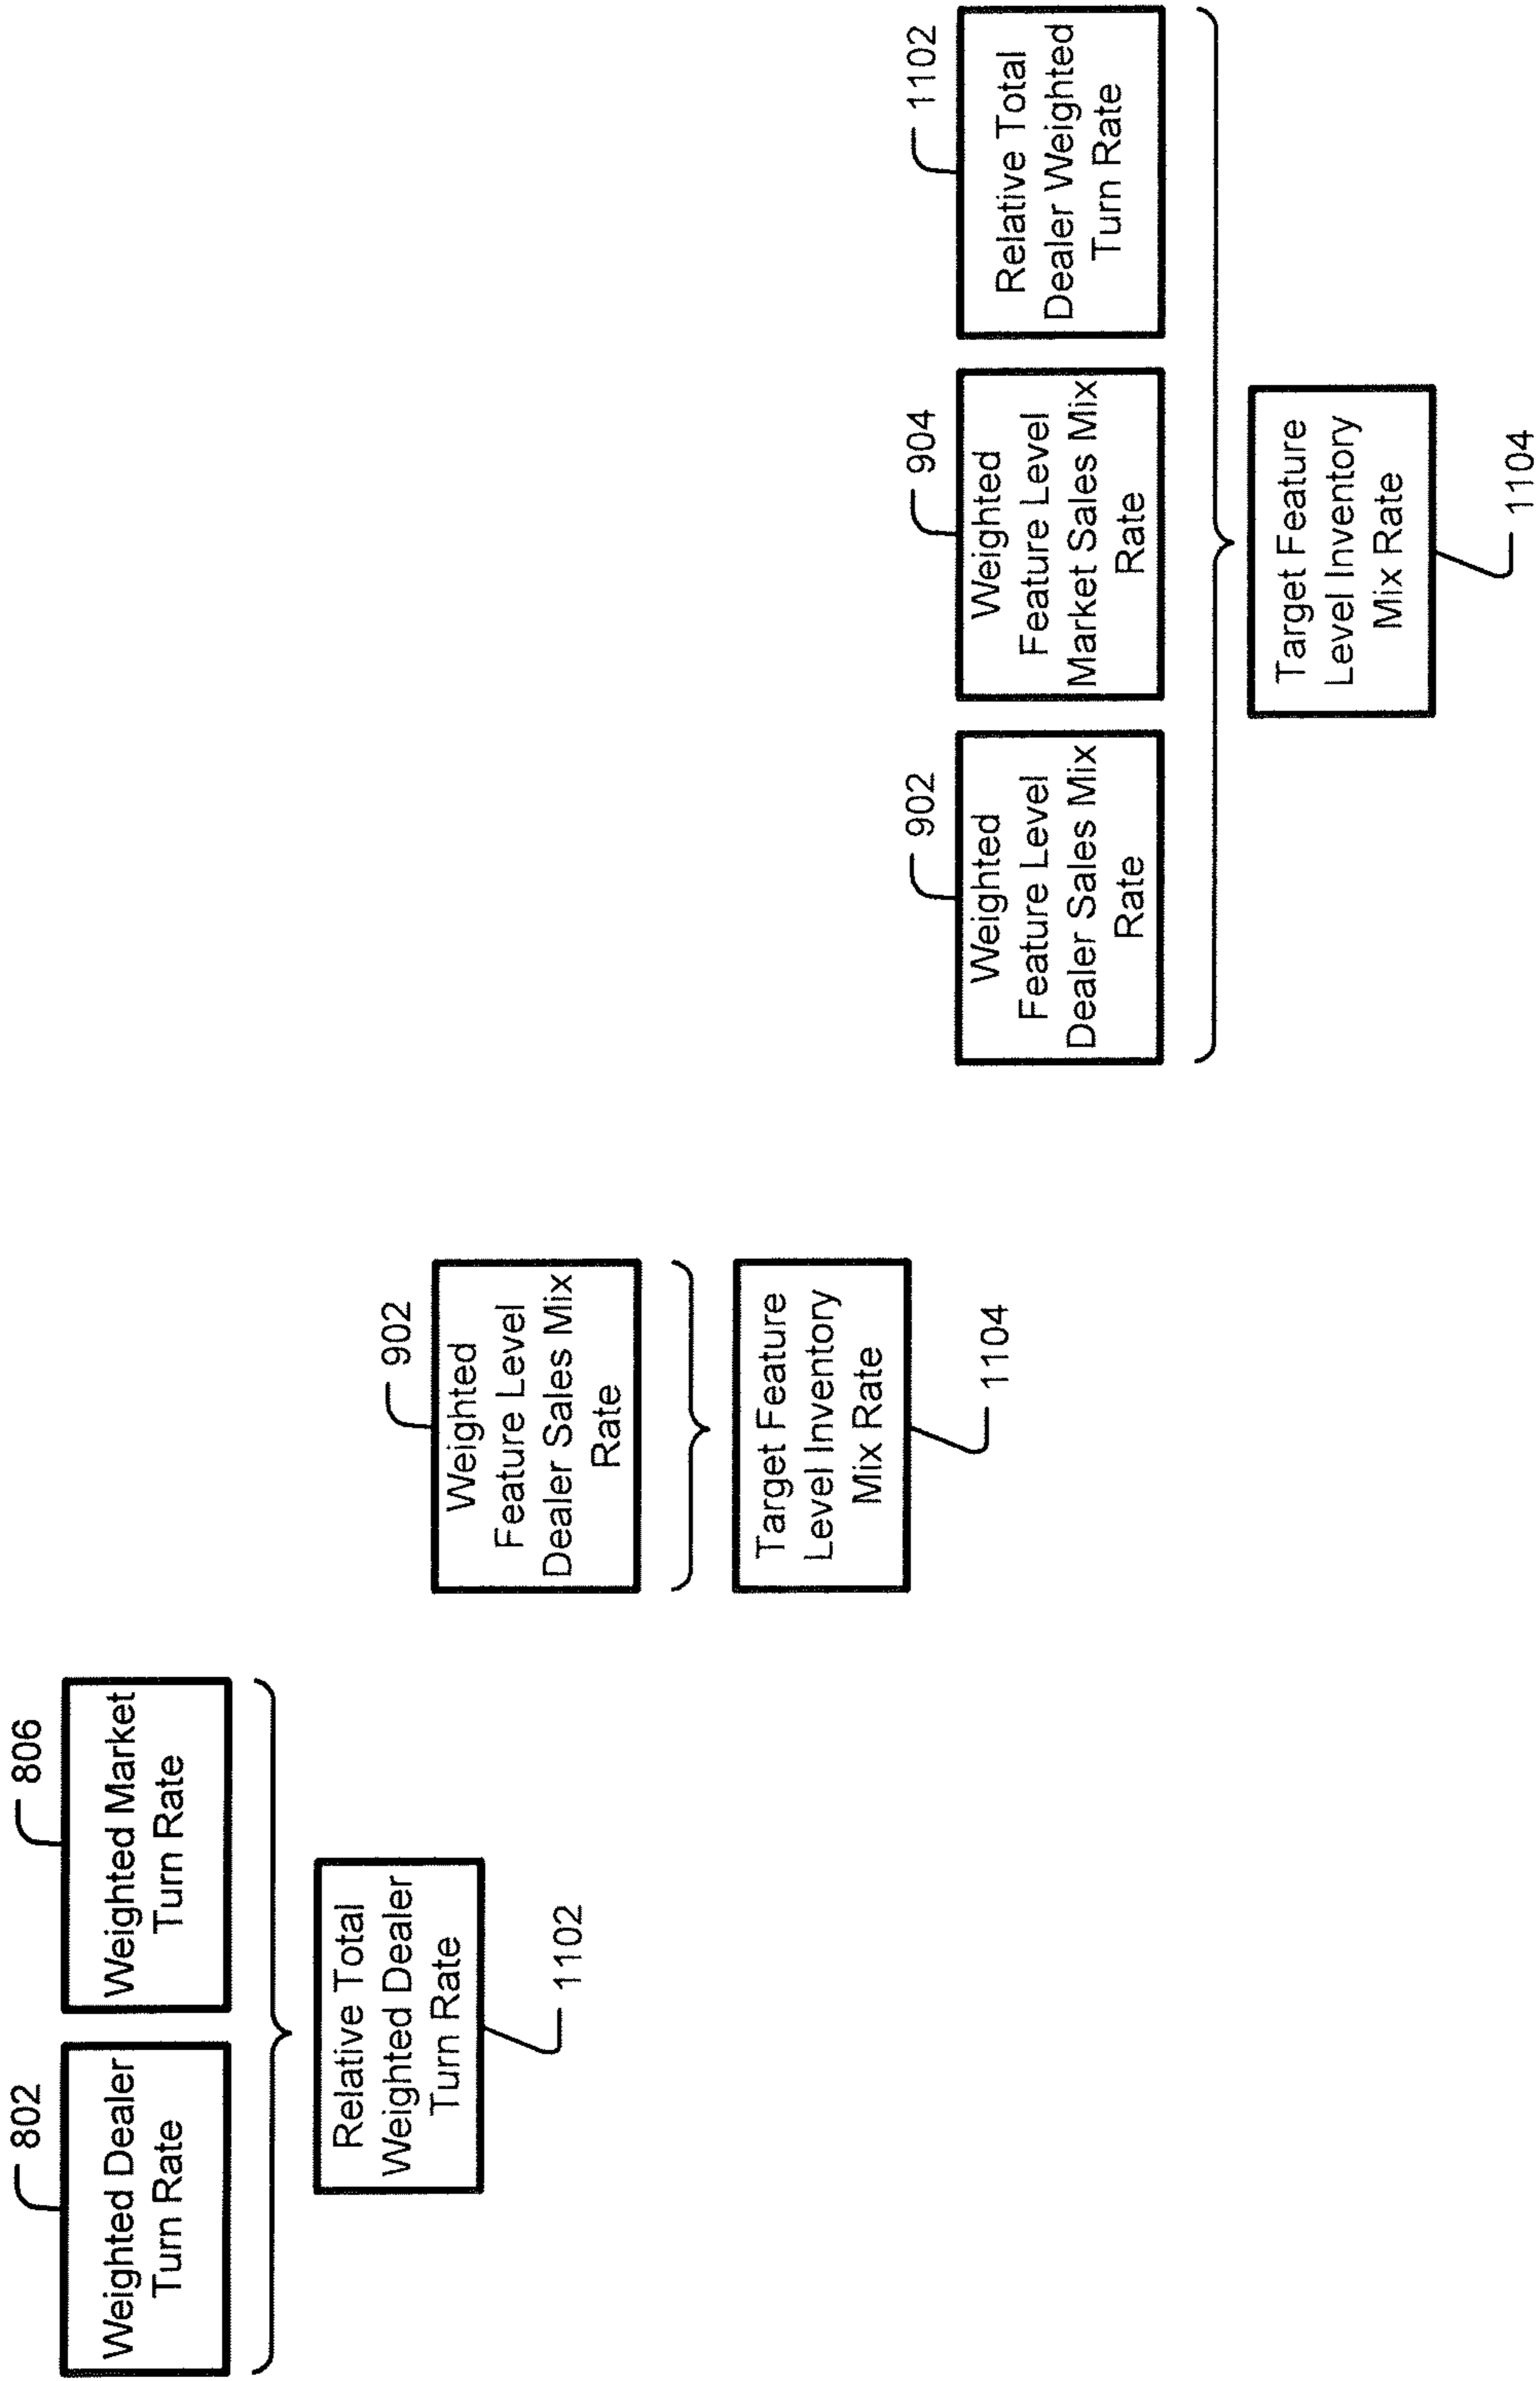 802
Weighted Dealer
Turn Rate
806
Weighted Market
Turn Rate
Relative Total
Weighted Dealer
Turn Rate
1102
902
Weighted
Feature Level
Dealer Sales Mix
Rate
Target Feature
Level Inventory
Mix Rate
1104
902
Weighted
Feature Level
Dealer Sales Mix
Rate
904
Weighted
Feature Level
Market Sales Mix
Rate
1102
Relative Total
Dealer Weighted
Turn Rate
Target Feature
Level Inventory
Mix Rate
1104